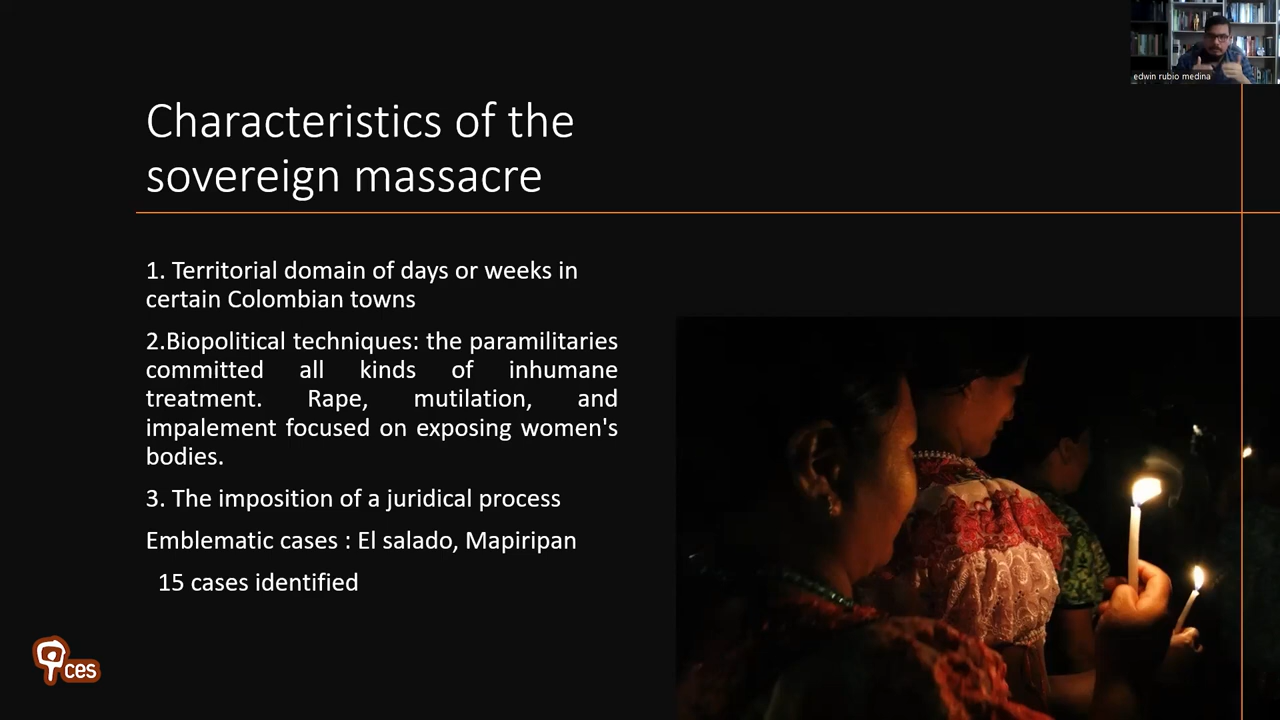 edwin rubio medina
Characteristics of the
sovereign massacre
1. Territorial domain of days or weeks in
certain Colombian towns
2.Biopolitical techniques: the paramilitaries
committed all kinds of inhumane
treatment. Rape, mutilation, and
impalement focused on exposing women's
bodies.
3. The imposition of a juridical process
Emblematic cases : El salado, Mapiripan
15 cases identified
ces